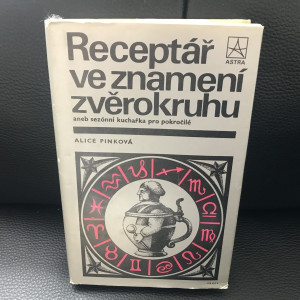 Receptář
ve znamení
zvěrokruhu
aneb sezónní kuchařka pro pokročilé
ALICE PINKOVÁ
ASTRA